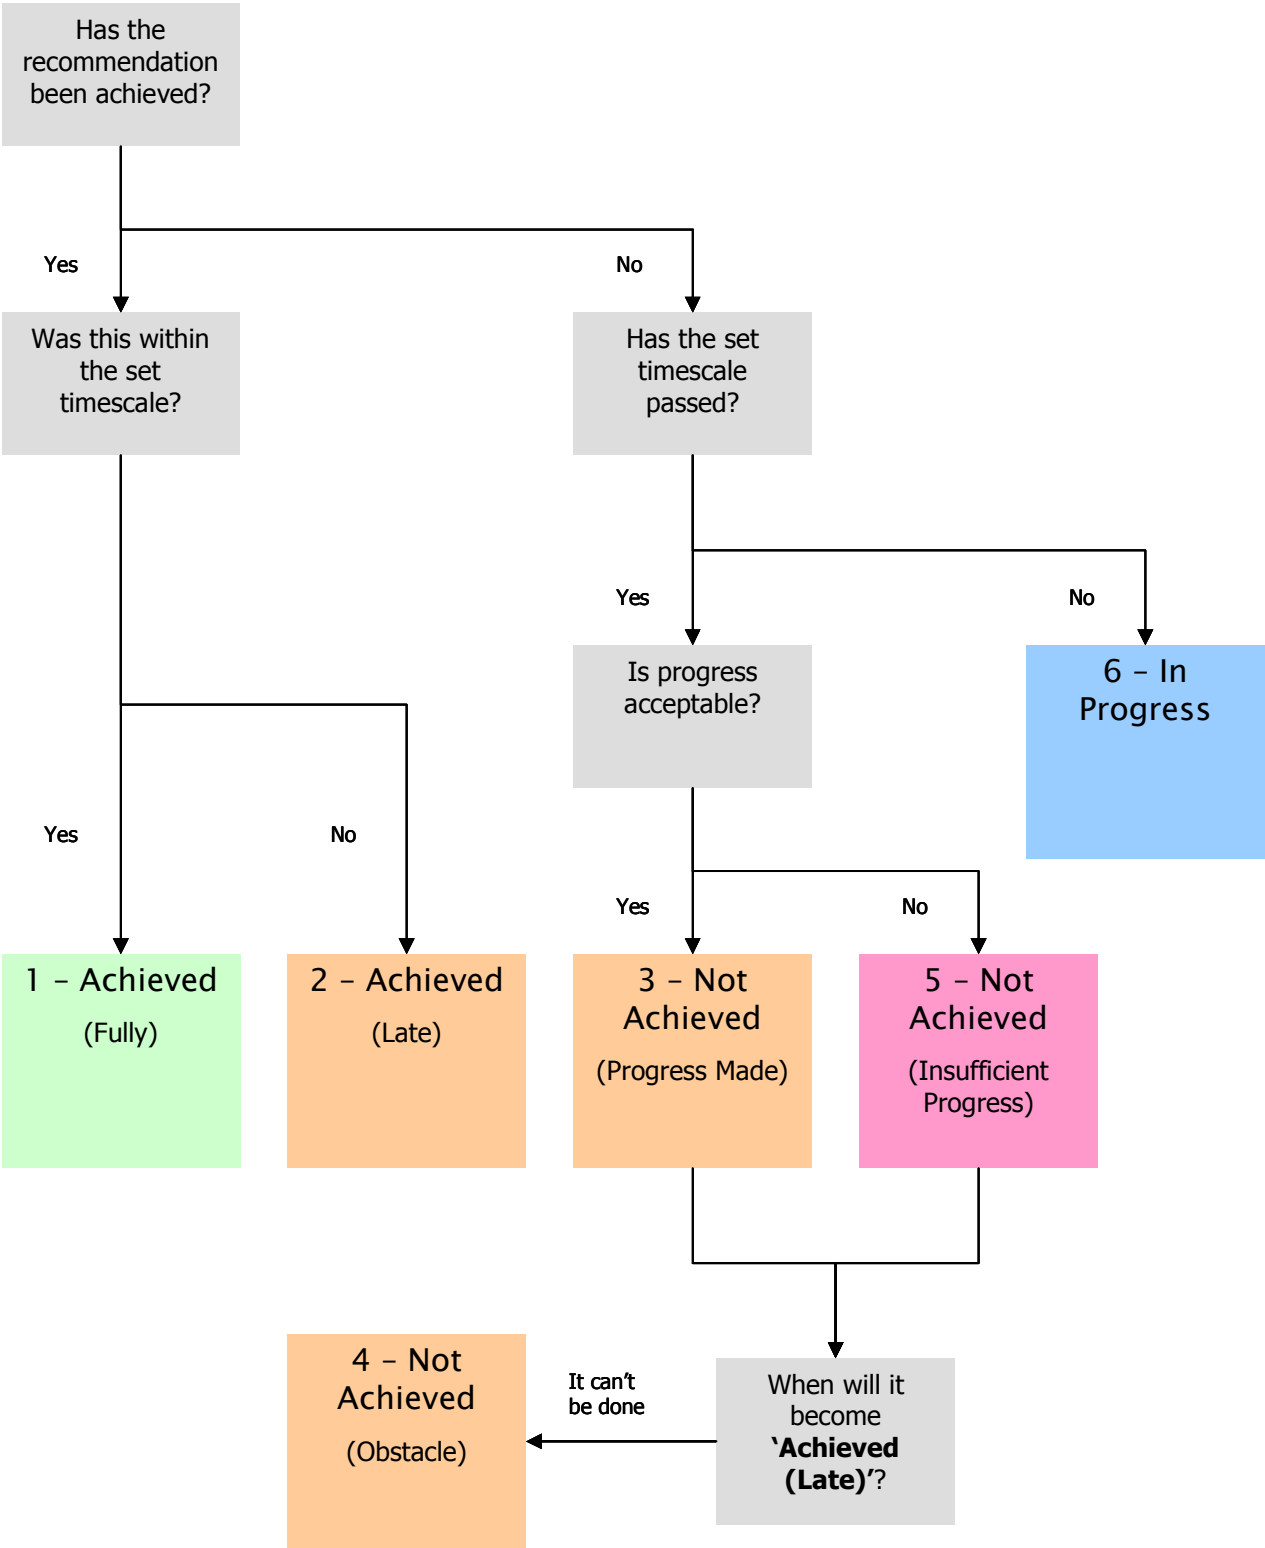 Has the
recommendation
been achieved?
Yes
No
Was this within
the set
timescale?
Has the set
timescale
passed?
Yes
No
Is progress
acceptable?
6 – In
Progress
Yes
No
Yes
No
1 – Achieved
(Fully)
2 – Achieved
(Late)
3 – Not
Achieved
(Progress Made)
5 – Not
Achieved
(Insufficient
Progress)
4 – Not
Achieved
(Obstacle)
It can't
be done
When will it
become
‘Achieved
(Late)’?